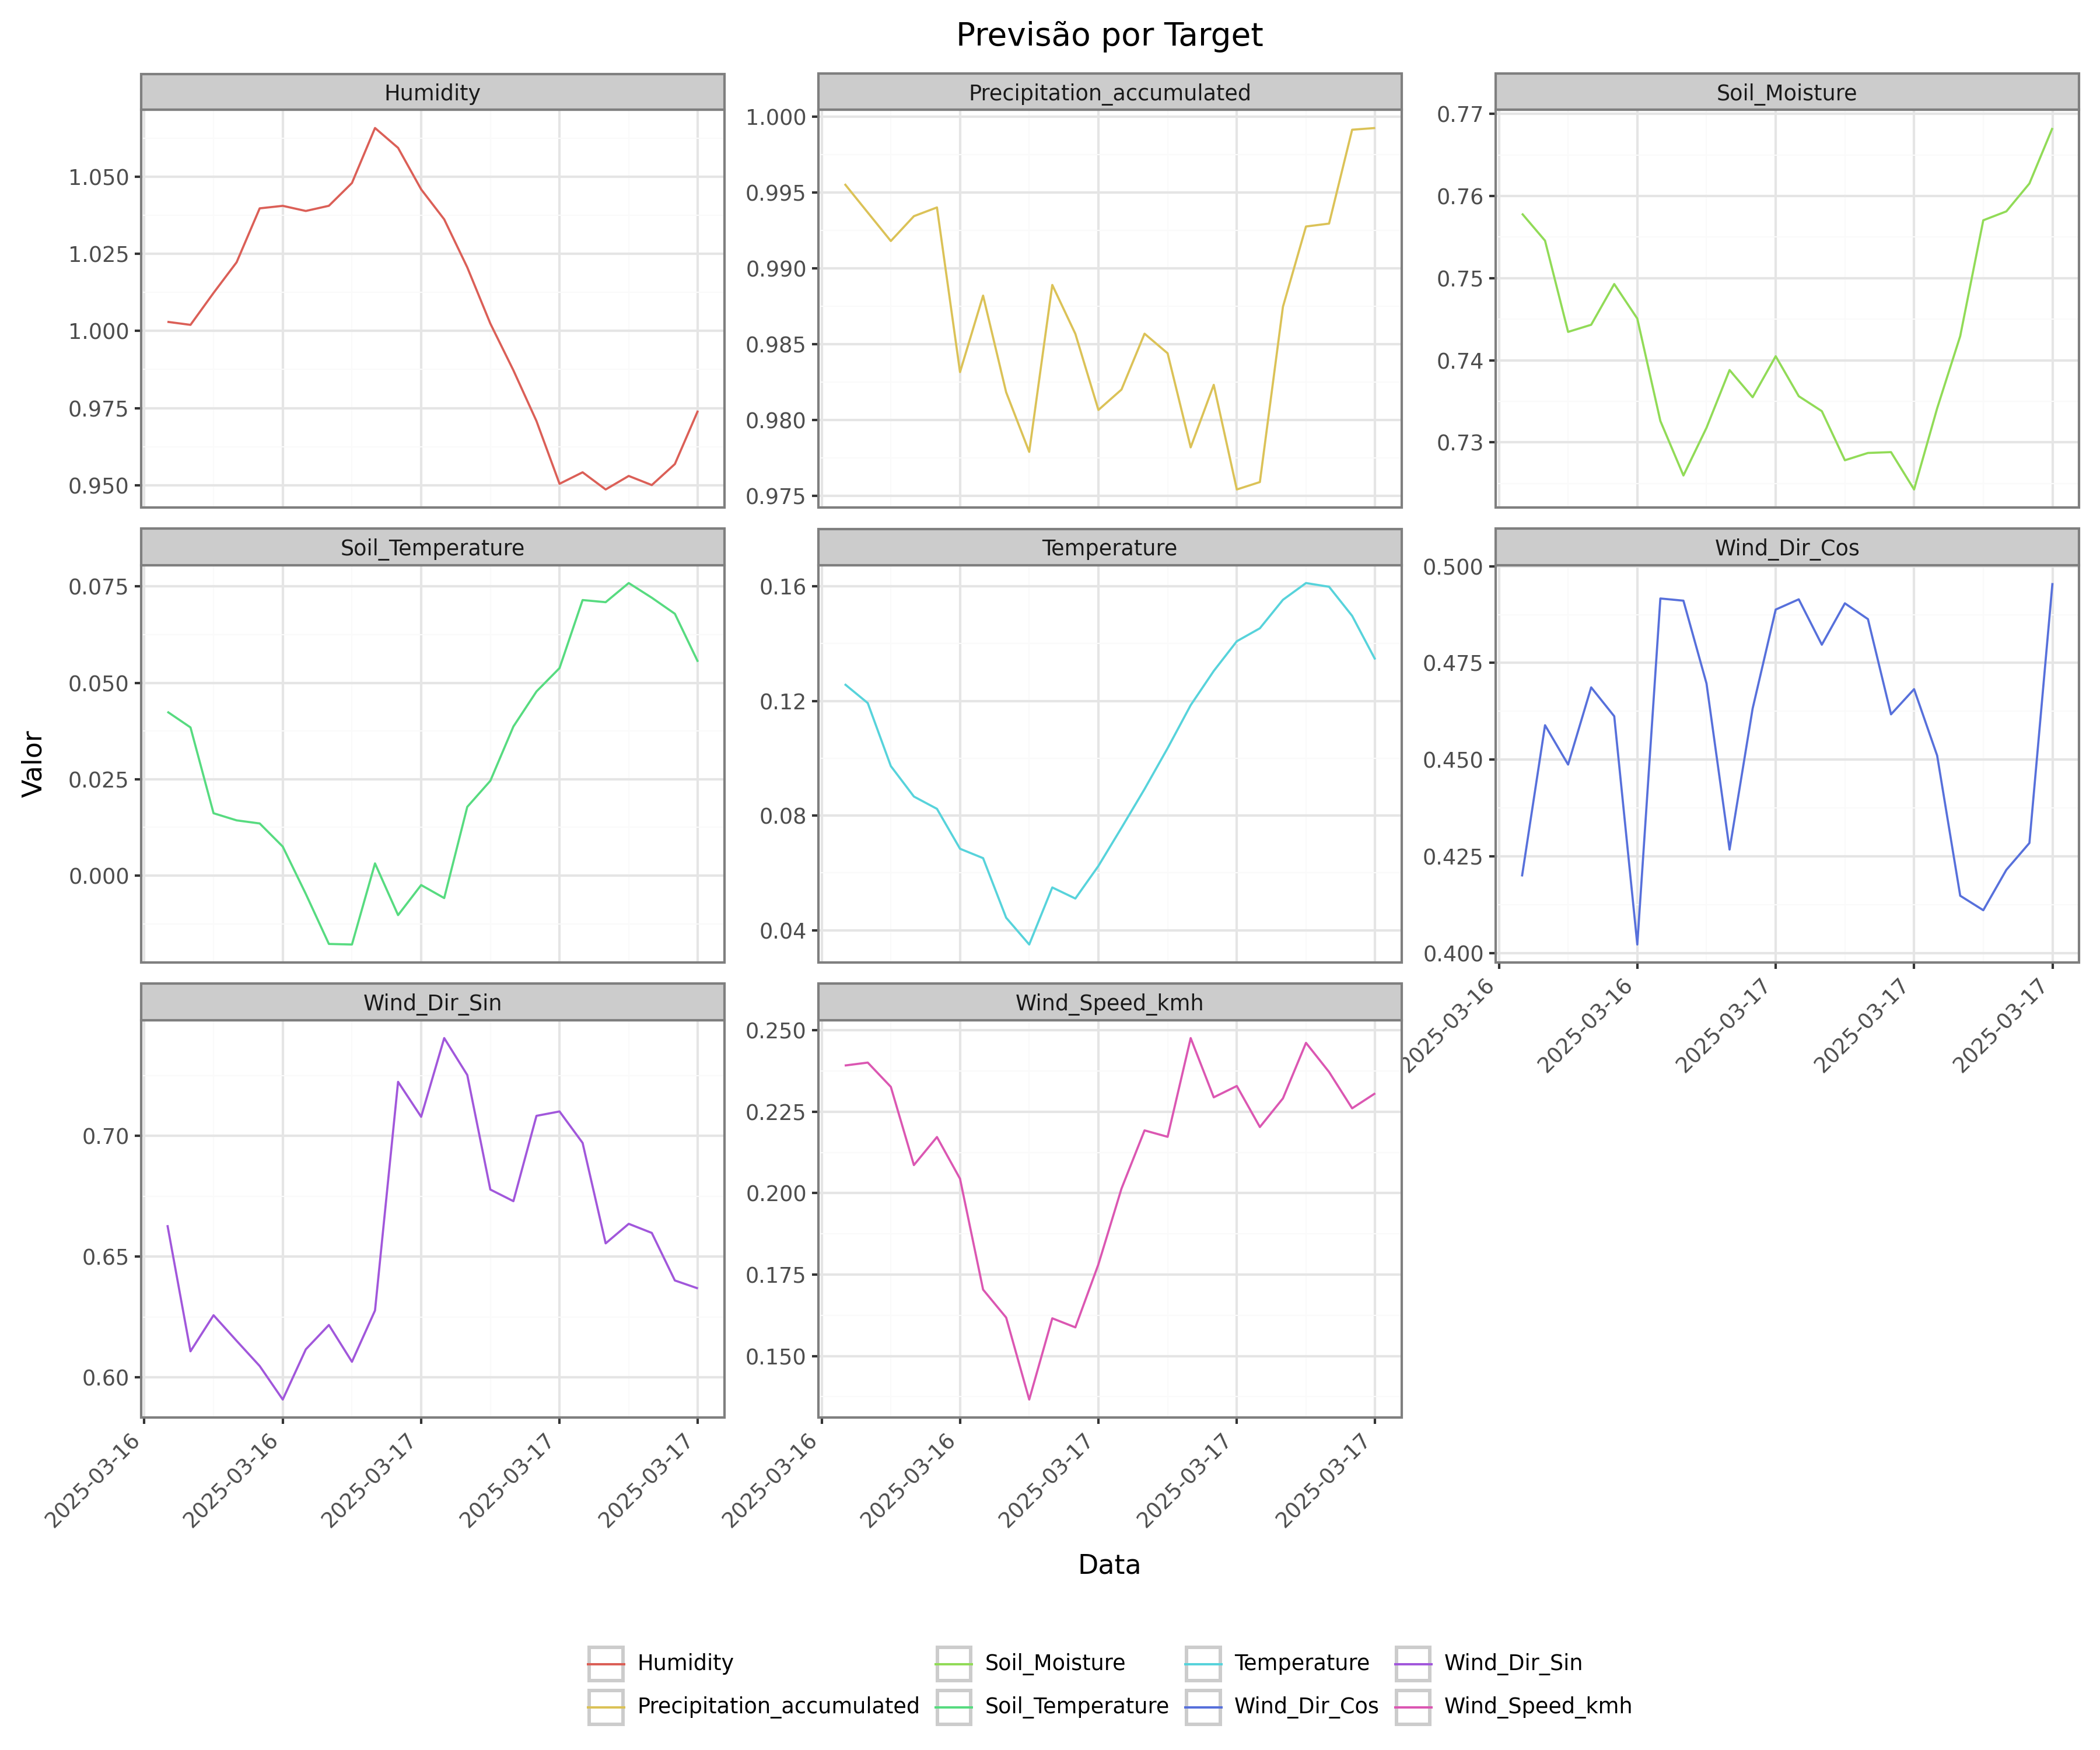 Previsão por Target
Humidity
1.050
1.025
1.000
0.975
0.950
Precipitation_accumulated
1.000
0.995
0.990
0.985
0.980
0.975
Soil_Moisture
0.77
0.76
0.75
0.74
0.73
Soil_Temperature
0.075
0.050
0.025
0.000
Temperature
0.16
0.12
0.08
0.04
Wind_Dir_Cos
0.500
0.475
0.450
0.425
0.400
2025-03-16
2025-03-16
2025-03-17
2025-03-17
2025-03-17
Valor
Wind_Dir_Sin
0.70
0.65
0.60
2025-03-16
2025-03-16
2025-03-17
2025-03-17
2025-03-17
Wind_Speed_kmh
0.250
0.225
0.200
0.175
0.150
2025-03-16
2025-03-16
2025-03-17
2025-03-17
2025-03-17
Data
Humidity
Precipitation_accumulated
Soil_Moisture
Soil_Temperature
Temperature
Wind_Dir_Cos
Wind_Dir_Sin
Wind_Speed_kmh